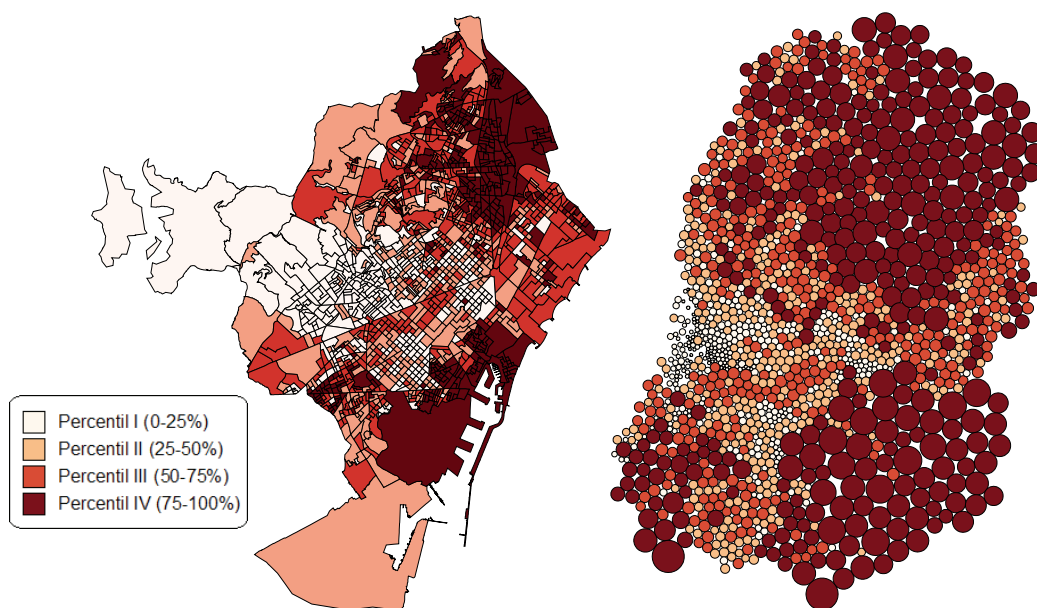 Percentil I (0-25%)
Percentil II (25-50%)
Percentil III (50-75%)
Percentil IV (75-100%)